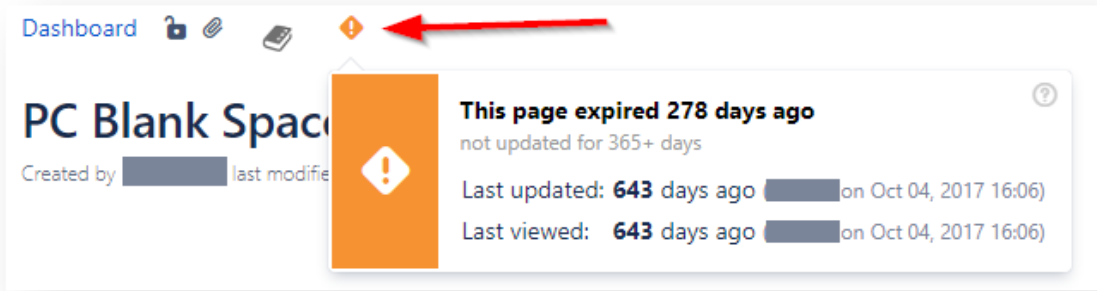 Dashboard
PC Blank Space
Created by last modifie
This page expired 278 days ago
not updated for 365+ days
Last updated: 643 days ago ( on Oct 04, 2017 16:06)
Last viewed: 643 days ago ( on Oct 04, 2017 16:06)